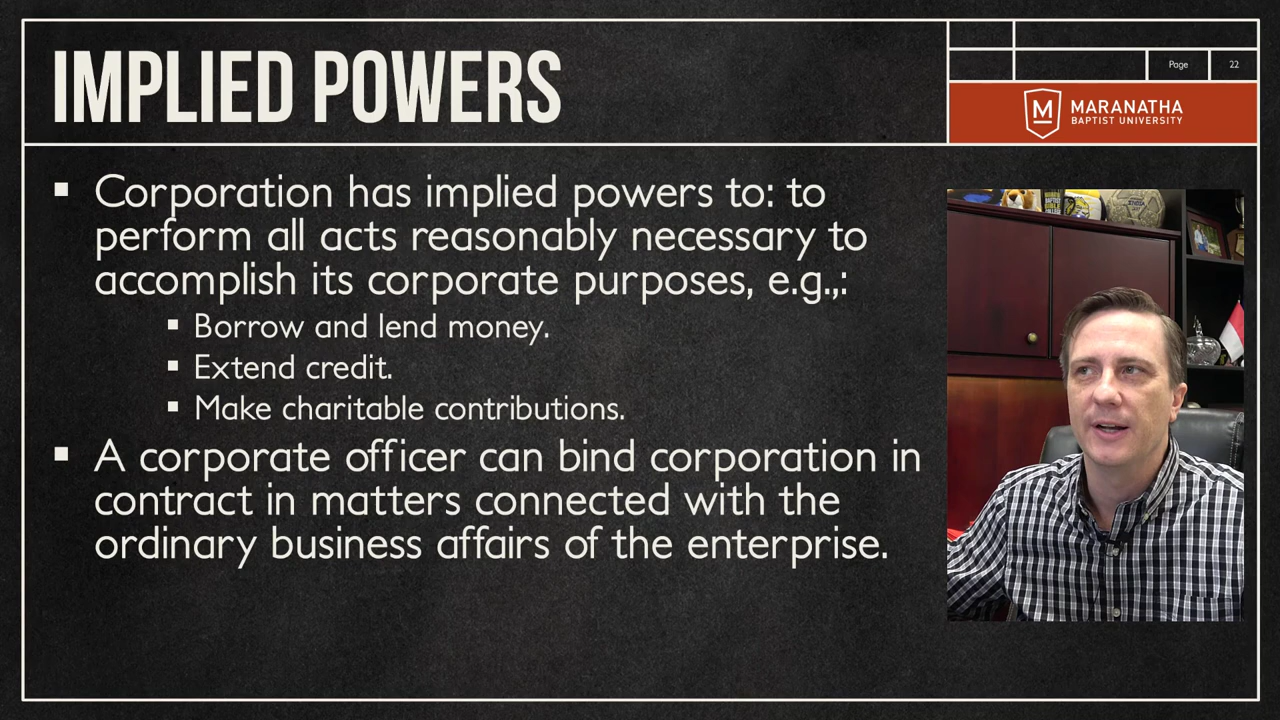 IMPLIED POWERS
Page 22
M MARANATHA
BAPTIST UNIVERSITY
▪ Corporation has implied powers to: to
perform all acts reasonably necessary to
accomplish its corporate purposes, e.g.,:
▪ Borrow and lend money.
▪ Extend credit.
▪ Make charitable contributions.
▪ A corporate officer can bind corporation in
contract in matters connected with the
ordinary business affairs of the enterprise.